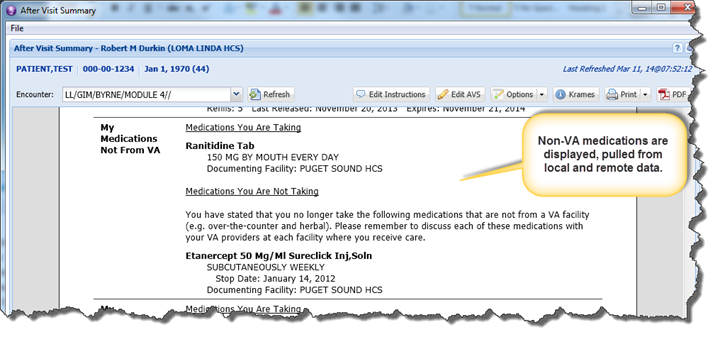 After Visit Summary
File
After Visit Summary - Robert M Durkin (LOMA LINDA HCS)
PATIENT,TEST 000-00-1234 Jan 1, 1970 (44) Last Refreshed Mar 11, 14@07:52:12
Encounter: LL/GIM/BYRNE/MODULE 4// Refresh Edit Instructions Edit AVS Options Krames Print PDF
Refills: 5 Last Released: November 20, 2013 Expires: November 21, 2014
My
Medications
Not From VA
Medications You Are Taking
Ranitidine Tab
150 MG BY MOUTH EVERY DAY
Documenting Facility: PUGET SOUND HCS
Medications You Are Not Taking
You have stated that you no longer take the following medications that are not from a VA facility
(e.g. over-the-counter and herbal). Please remember to discuss each of these medications with
your VA providers at each facility where you receive care.
Etanercept 50 Mg/Ml Sureclick Inj,Soln
SUBCUTANEOUSLY WEEKLY
Stop Date: January 14, 2012
Documenting Facility: PUGET SOUND HCS
My Medications You Are Taking
Non-VA medications are
displayed, pulled from
local and remote data.